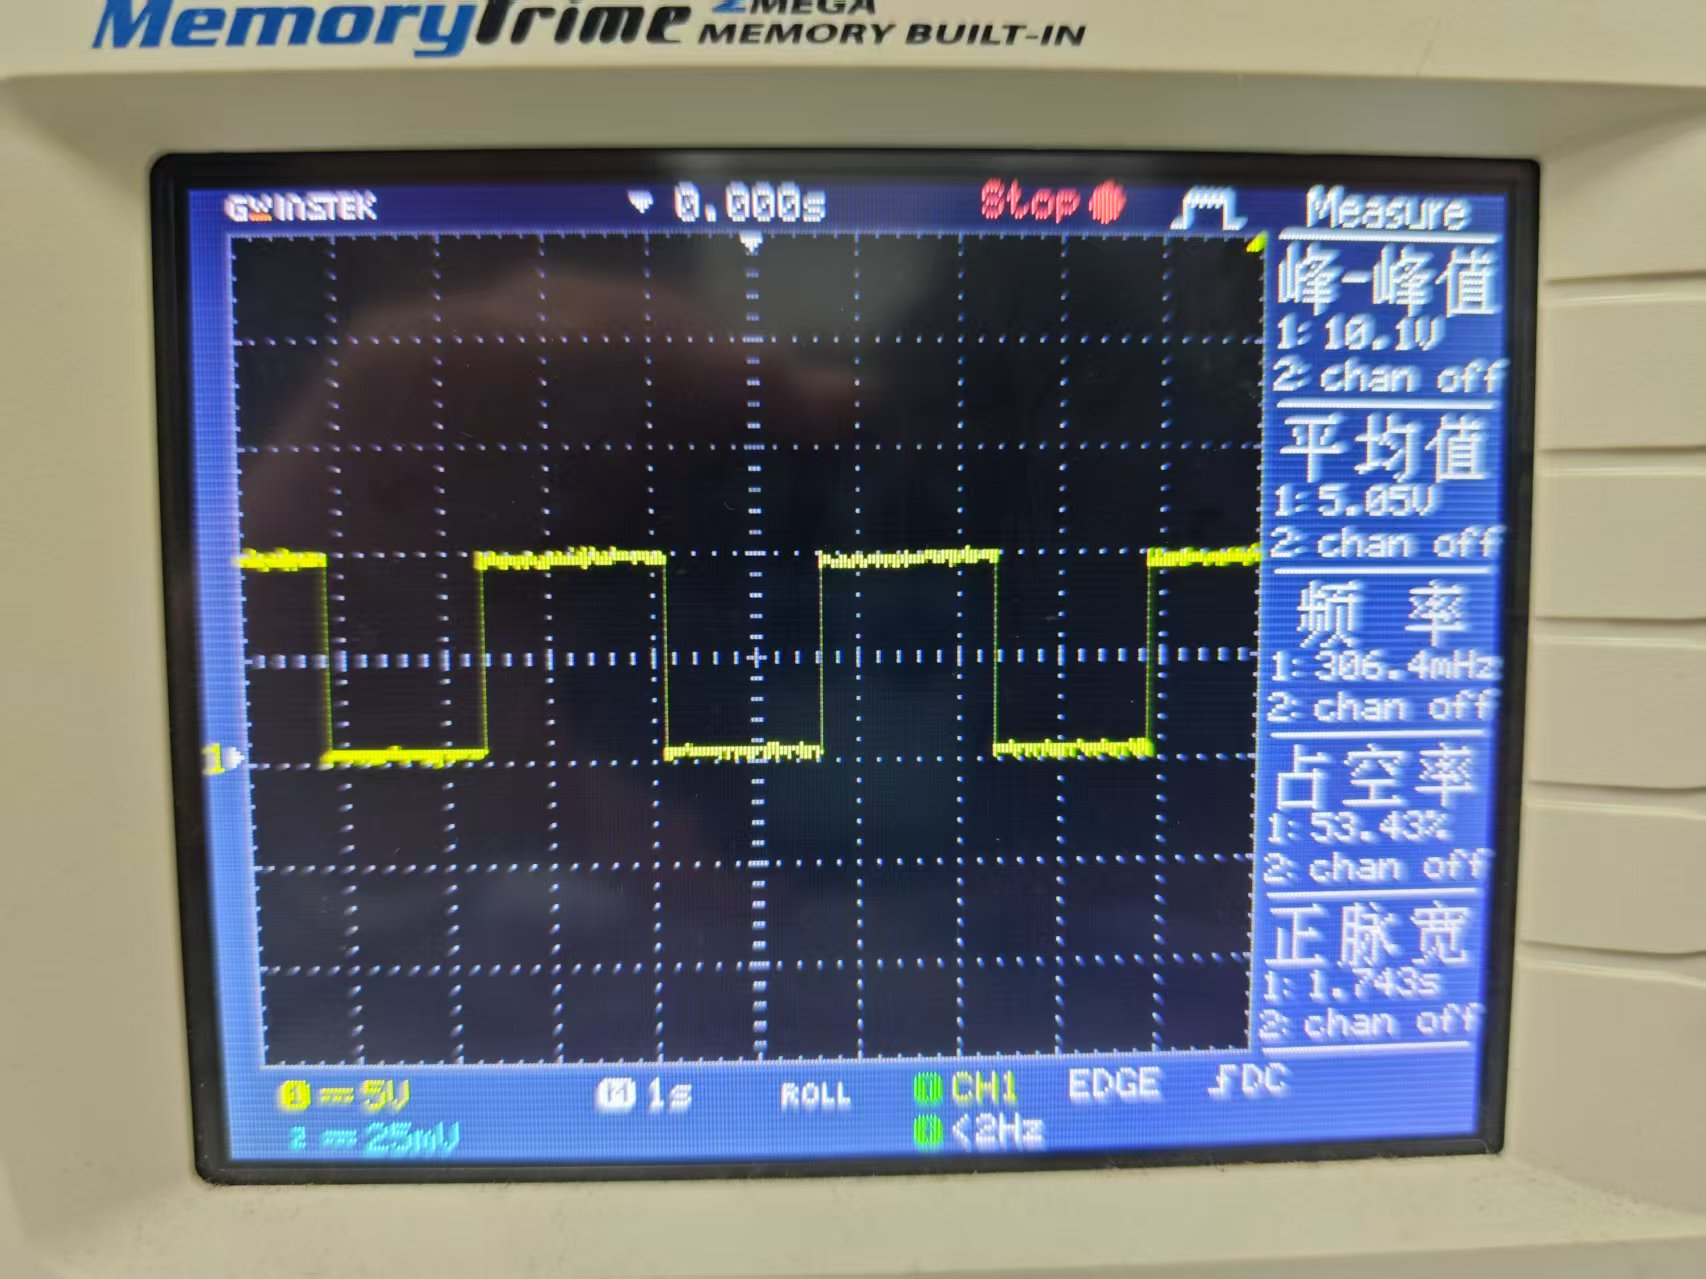 MemoryPrime 2MEGA
MEMORY BUILT-IN
GWINSTEK 0.000s Stop Measure
峰-峰值
1: 10.1V
2: chan off
平均值
1: 5.05V
2: chan off
频 率
1: 306.4mHz
2: chan off
占空率
1: 53.43%
2: chan off
正脉宽
1: 1.743s
2: chan off
1
1 5V M 1s ROLL CH1 EDGE DC
2 25mV <2Hz